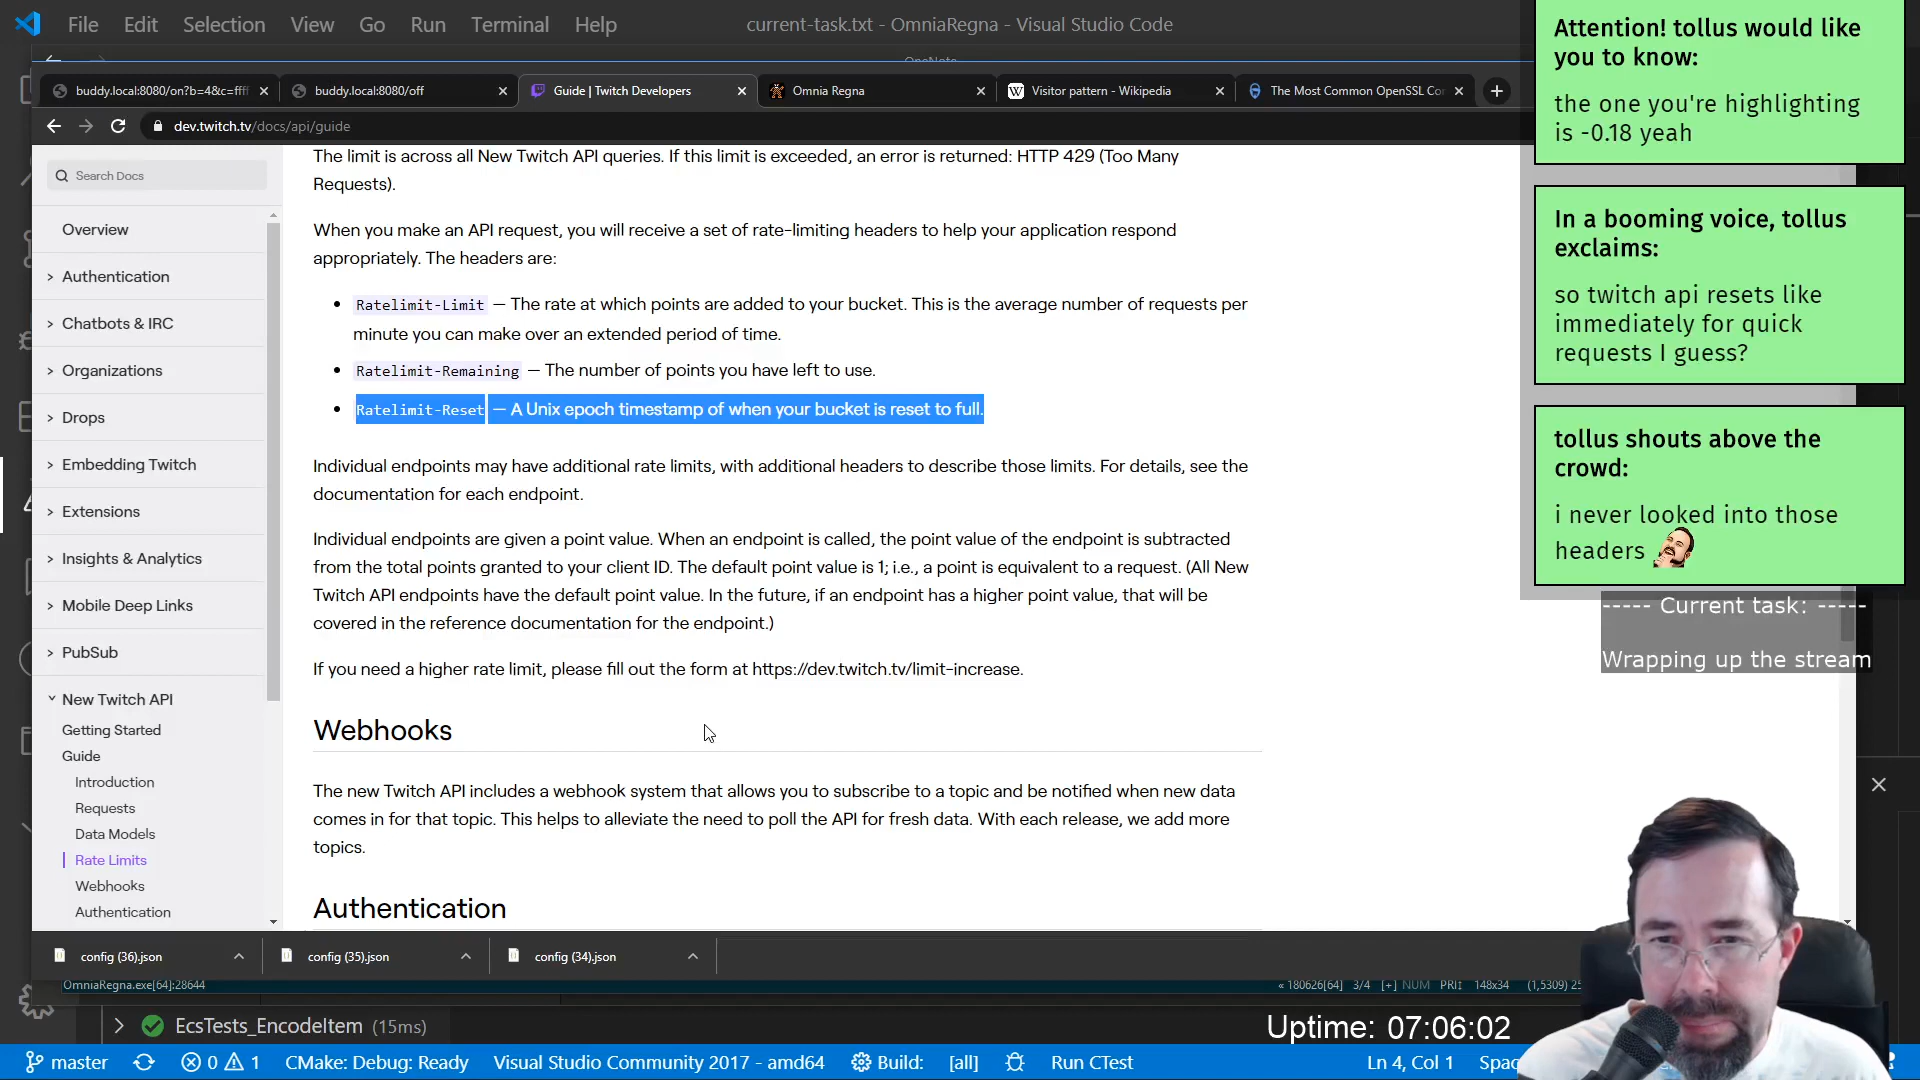 File Edit Selection View Go Run Terminal Help
current-task.txt - OmniaRegna - Visual Studio Code
buddy.local:8080/on?b=4&c=ffff
buddy.local:8080/off
Guide | Twitch Developers
Omnia Regna
Visitor pattern - Wikipedia
The Most Common OpenSSL Co
dev.twitch.tv/docs/api/guide
Search Docs
Overview
Authentication
Chatbots & IRC
Organizations
Drops
Embedding Twitch
Extensions
Insights & Analytics
Mobile Deep Links
PubSub
New Twitch API
Getting Started
Guide
Introduction
Requests
Data Models
Rate Limits
Webhooks
Authentication
The limit is across all New Twitch API queries. If this limit is exceeded, an error is returned: HTTP 429 (Too Many
Requests).
When you make an API request, you will receive a set of rate-limiting headers to help your application respond
appropriately. The headers are:
Ratelimit-Limit — The rate at which points are added to your bucket. This is the average number of requests per
minute you can make over an extended period of time.
Ratelimit-Remaining — The number of points you have left to use.
Ratelimit-Reset — A Unix epoch timestamp of when your bucket is reset to full.
Individual endpoints may have additional rate limits, with additional headers to describe those limits. For details, see the
documentation for each endpoint.
Individual endpoints are given a point value. When an endpoint is called, the point value of the endpoint is subtracted
from the total points granted to your client ID. The default point value is 1; i.e., a point is equivalent to a request. (All New
Twitch API endpoints have the default point value. In the future, if an endpoint has a higher point value, that will be
covered in the reference documentation for the endpoint.)
If you need a higher rate limit, please fill out the form at https://dev.twitch.tv/limit-increase.
Webhooks
The new Twitch API includes a webhook system that allows you to subscribe to a topic and be notified when new data
comes in for that topic. This helps to alleviate the need to poll the API for fresh data. With each release, we add more
topics.
Authentication
Attention! tollus would like
you to know:
the one you're highlighting
is -0.18 yeah
In a booming voice, tollus
exclaims:
so twitch api resets like
immediately for quick
requests I guess?
tollus shouts above the
crowd:
i never looked into those
headers
----- Current task: -----
Wrapping up the stream
config (36).json
config (35).json
config (34).json
OmniaRegna.exe[64]:28644
« 180626[64] 3/4 [+] NUM PRI↕ 148x34 (1,5309) 25
EcsTests_EncodeItem (15ms)
Uptime: 07:06:02
master 0 1 CMake: Debug: Ready Visual Studio Community 2017 - amd64 Build: [all] Run CTest Ln 4, Col 1